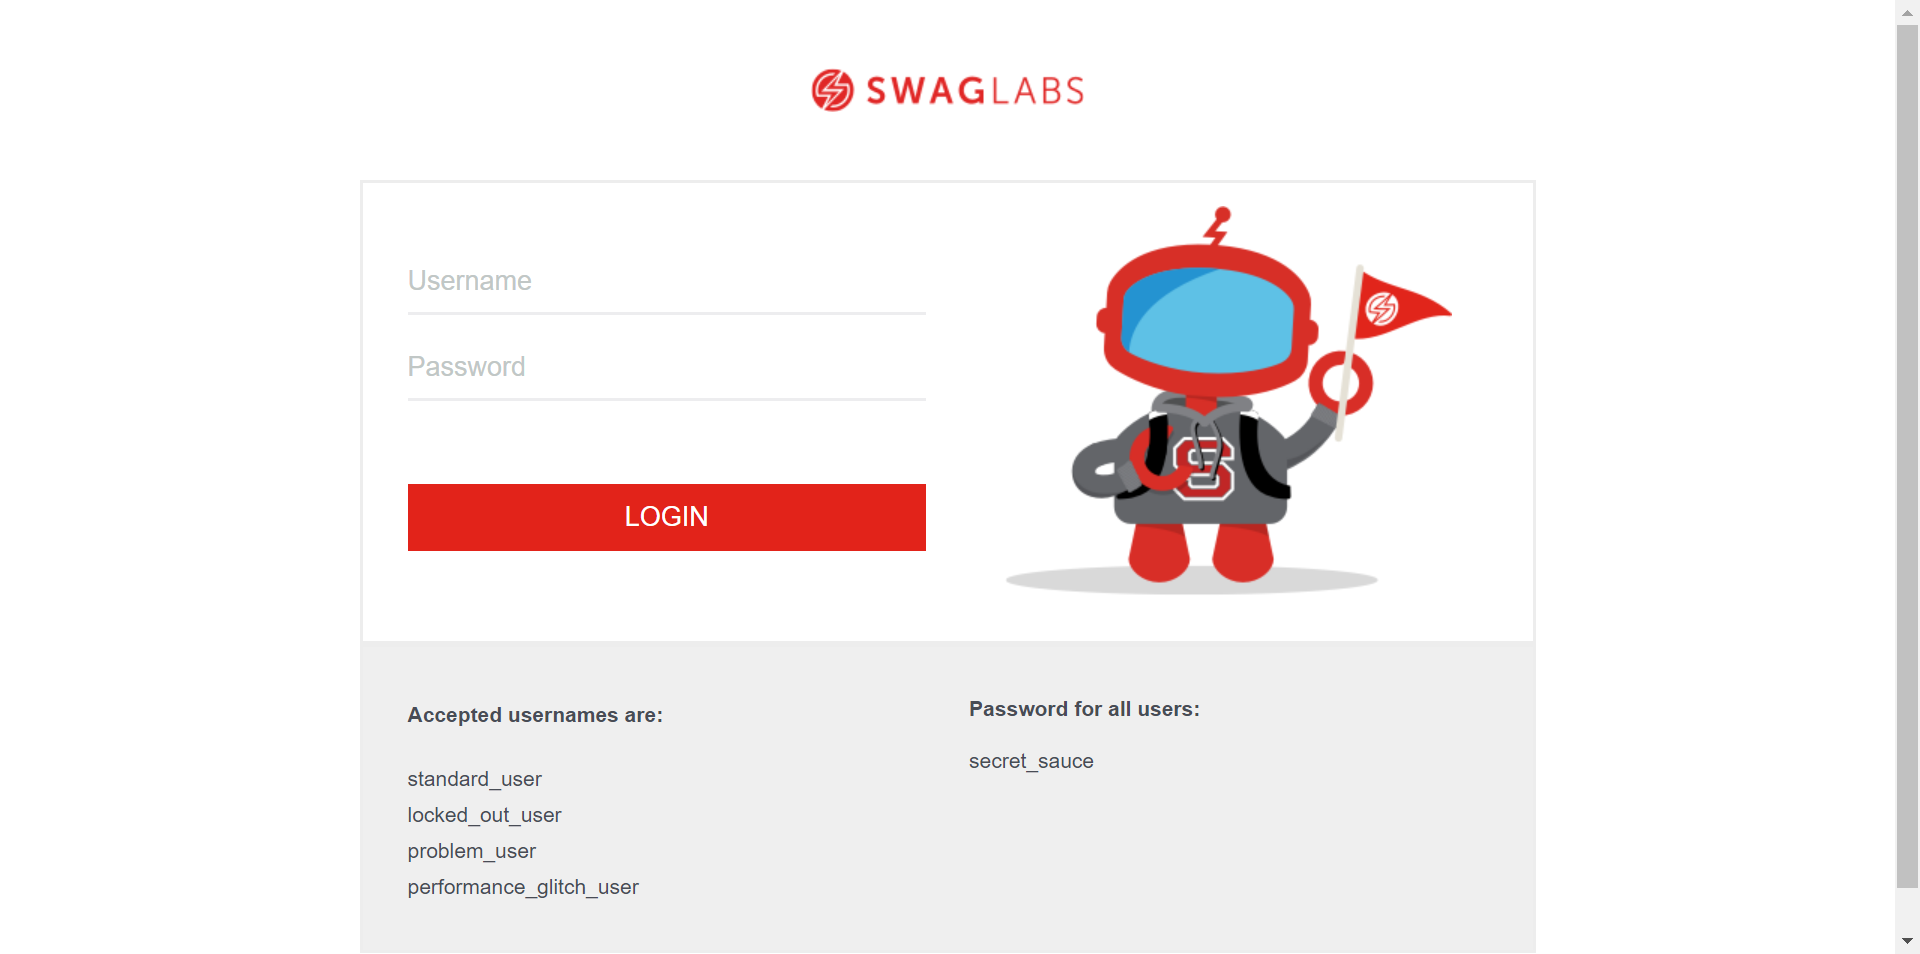 SWAGLABS
Username
Password
LOGIN
S
Accepted usernames are:
standard_user
locked_out_user
problem_user
performance_glitch_user
Password for all users:
secret_sauce